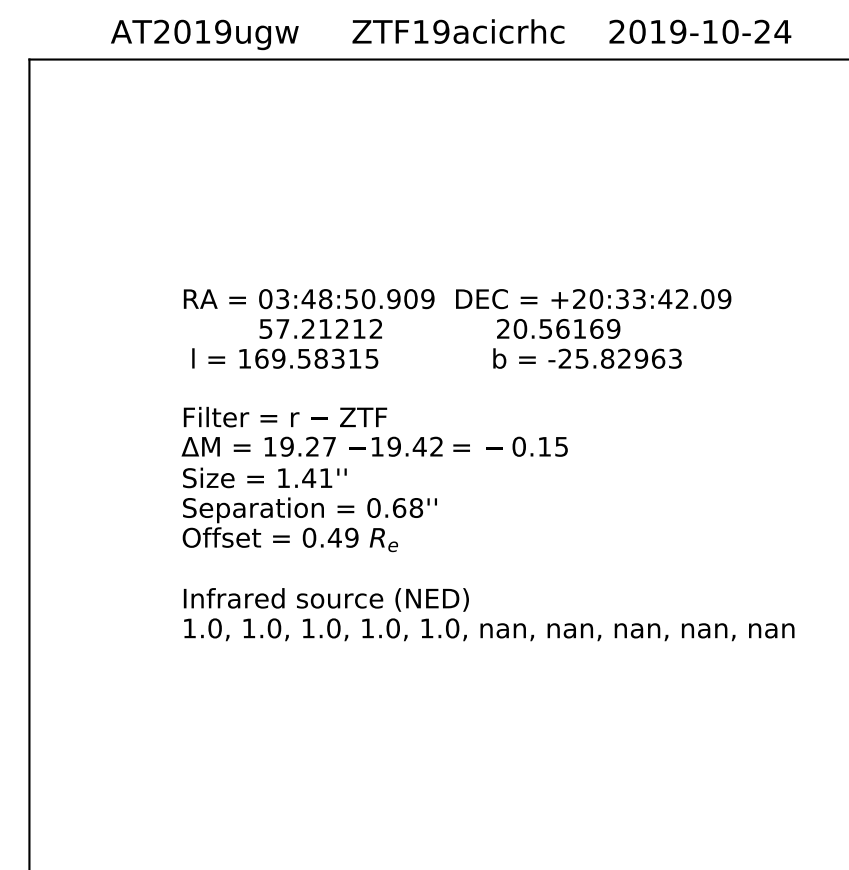 AT2019ugw ZTF19acicrhc 2019-10-24
RA = 03:48:50.909 DEC = +20:33:42.09
57.21212 20.56169
l = 169.58315 b = -25.82963
Filter = r − ZTF
ΔM = 19.27 −19.42 = − 0.15
Size = 1.41''
Separation = 0.68''
Offset = 0.49 Rₑ
Infrared source (NED)
1.0, 1.0, 1.0, 1.0, 1.0, nan, nan, nan, nan, nan